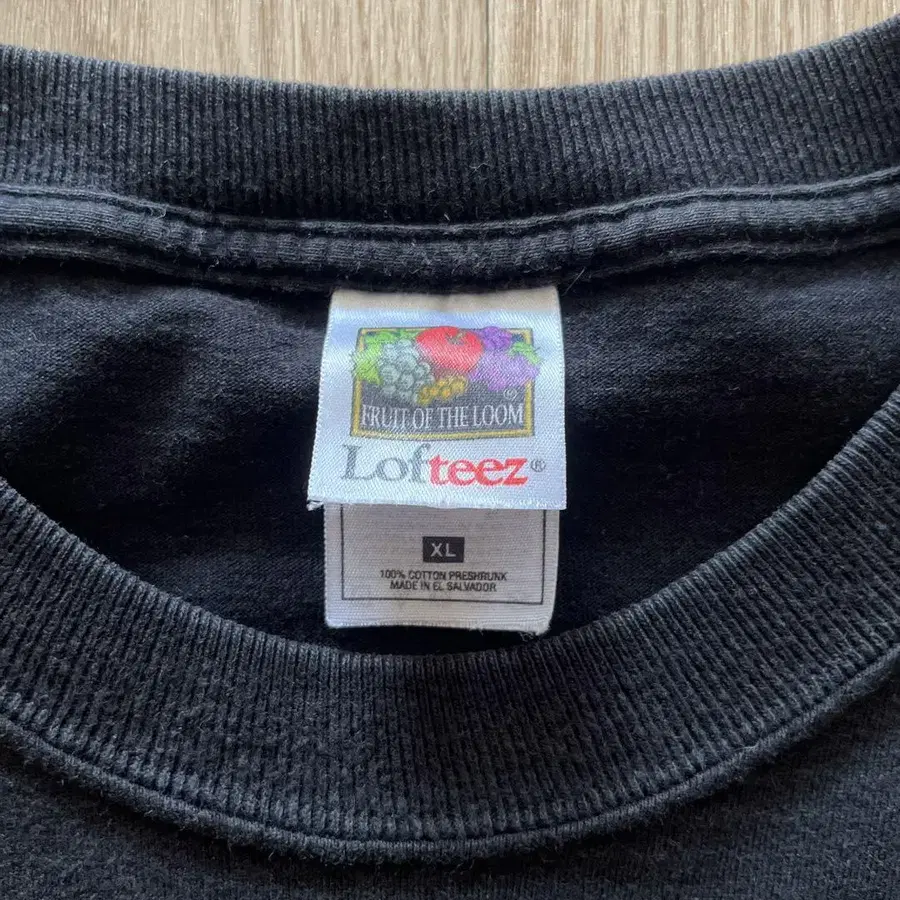 FRUIT OF THE LOOM
Lofteez®
XL
100% COTTON PRESHRUNK
MADE IN EL SALVADOR